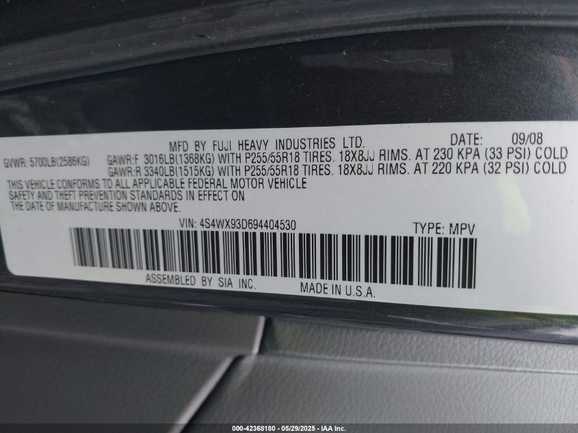 MFD BY FUJI HEAVY INDUSTRIES LTD. DATE: 09/08
GVWR: 5700LB(2586KG) GAWR:F 3016LB(1368KG) WITH P255/55R18 TIRES. 18X8JJ RIMS. AT 230 KPA (33 PSI) COLD
GAWR:R 3340LB(1515KG) WITH P255/55R18 TIRES. 18X8JJ RIMS. AT 220 KPA (32 PSI) COLD
THIS VEHICLE CONFORMS TO ALL APPLICABLE FEDERAL MOTOR VEHICLE
SAFETY AND THEFT PREVENTION STANDARDS IN EFFECT ON
THE DATE OF MANUFACTURE SHOWN ABOVE.
VIN: 4S4WX93D694404530 TYPE: MPV
ASSEMBLED BY SIA INC. MADE IN U.S.A.
000-42368180 - 05/29/2025 - IAA Inc.